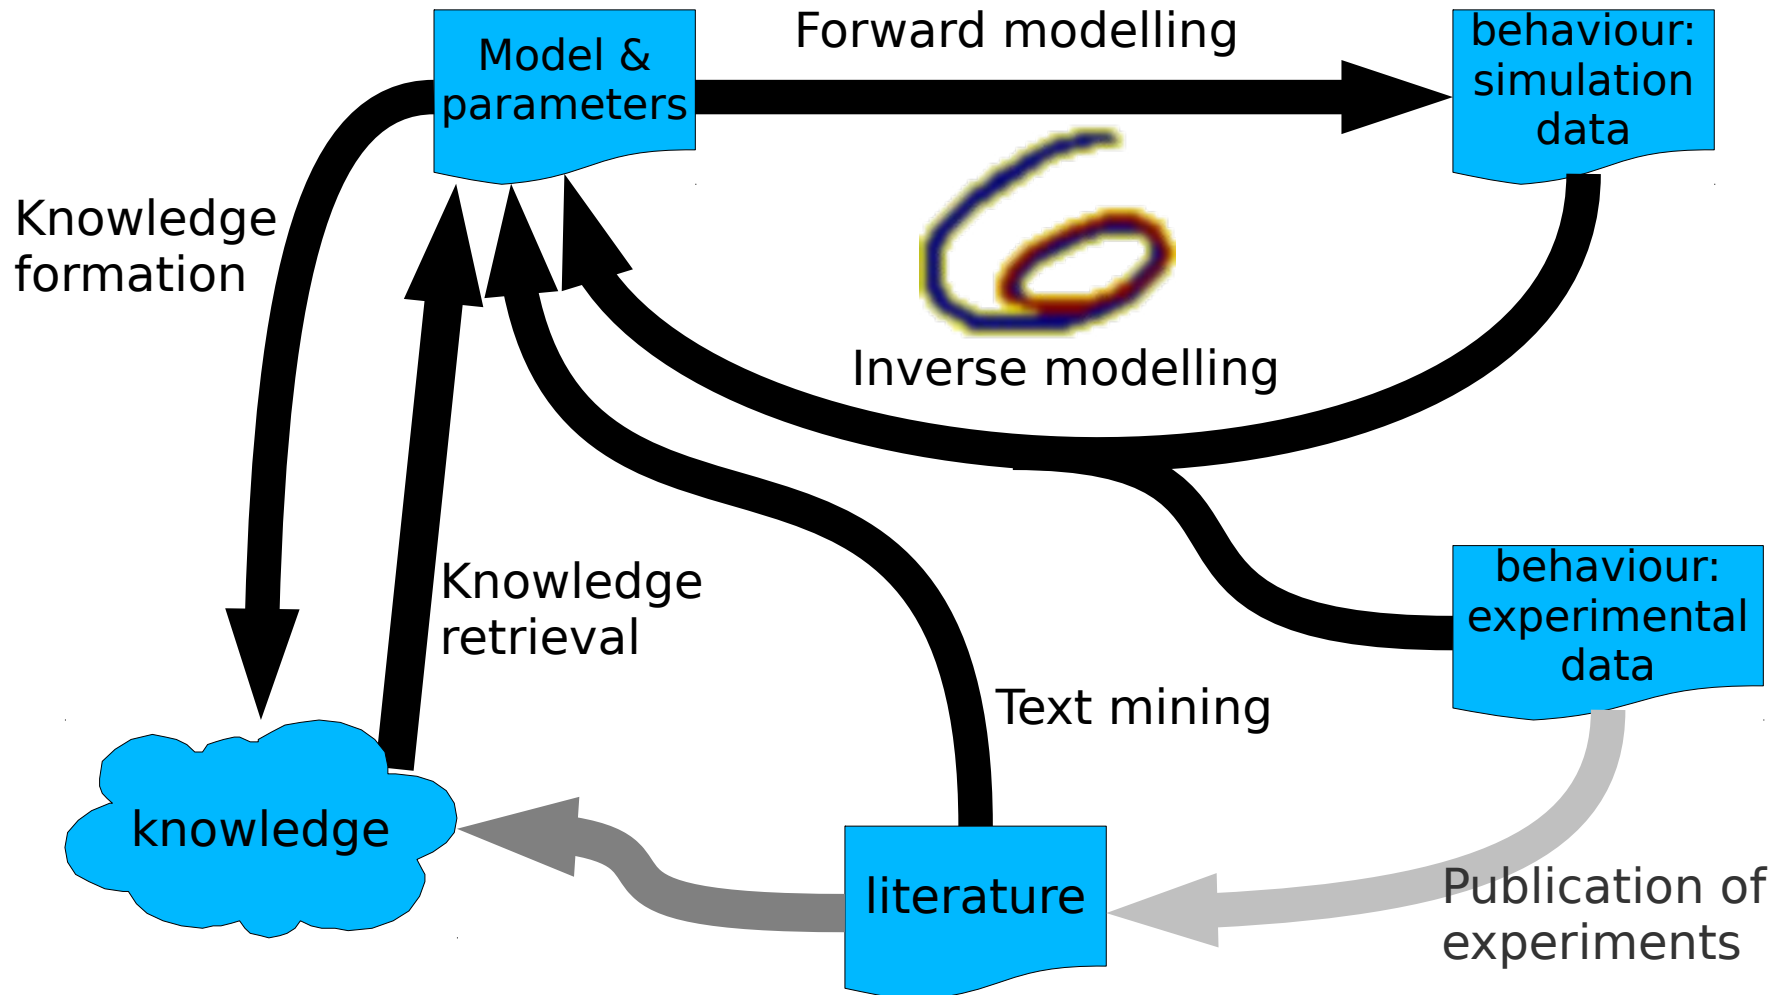 Forward modelling
Model &
parameters
behaviour:
simulation
data
Knowledge
formation
Inverse modelling
Knowledge
retrieval
behaviour:
experimental
data
Text mining
knowledge
literature
Publication of
experiments